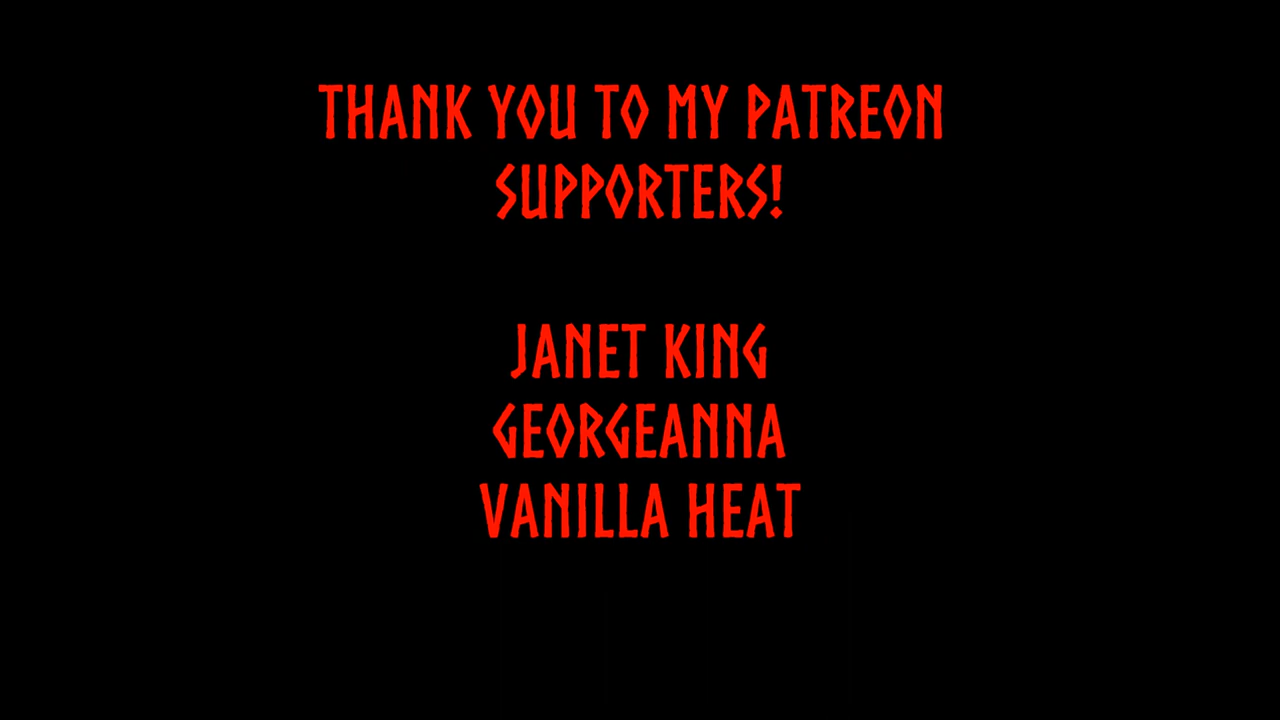 THANK YOU TO MY PATREON
SUPPORTERS!
JANET KING
GEORGEANNA
VANILLA HEAT